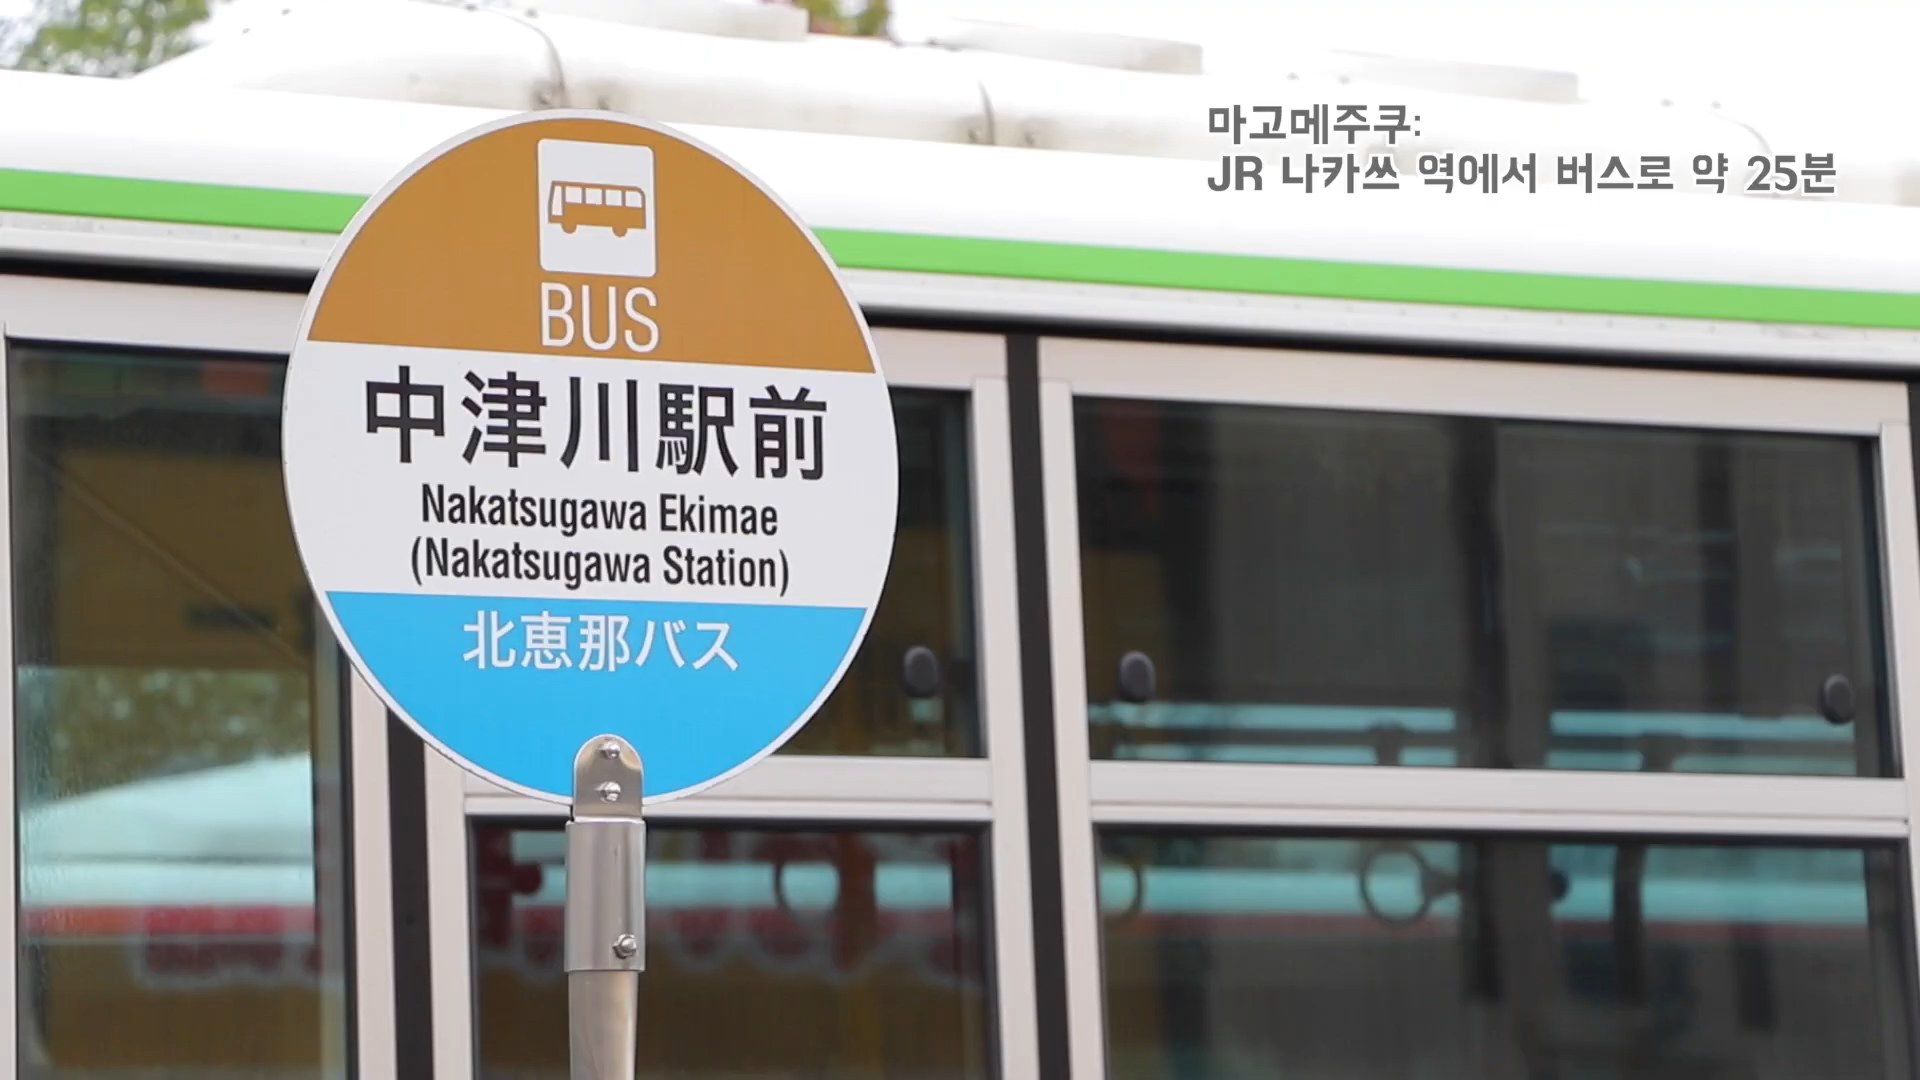 마고메주쿠:
JR 나카쓰 역에서 버스로 약 25분
BUS
中津川駅前
Nakatsugawa Ekimae
(Nakatsugawa Station)
北恵那バス